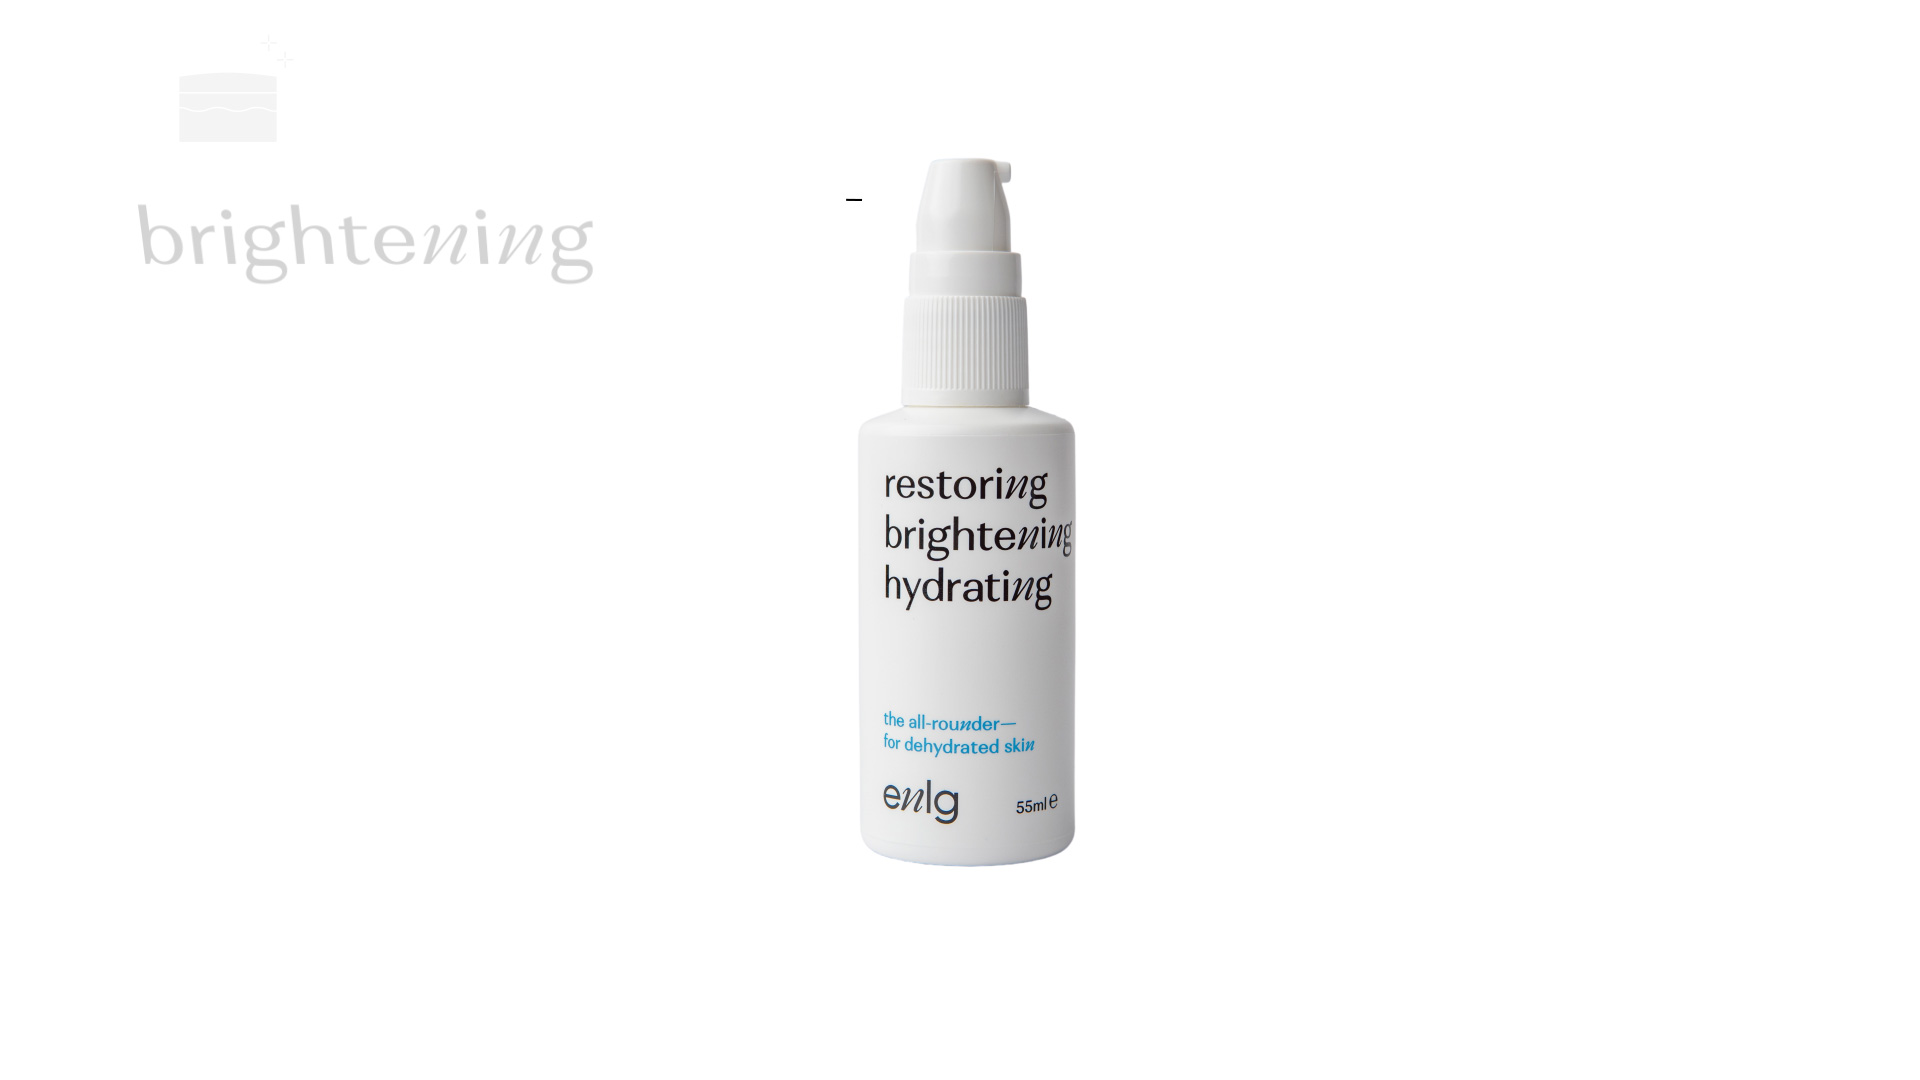 brightening
restoring
brightening
hydrating
the all-rounder—
for dehydrated skin
enlg
55ml ℮